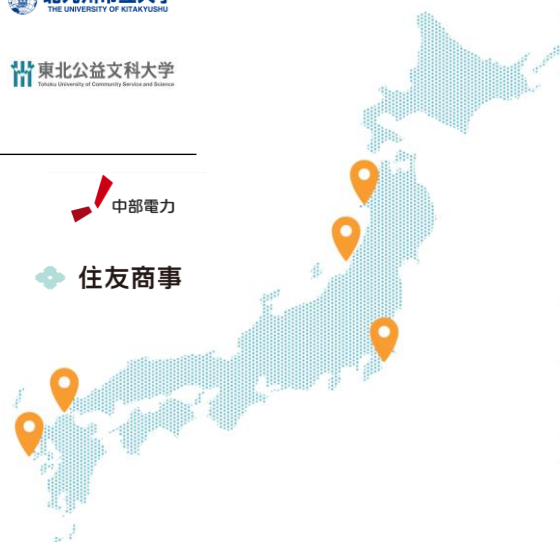 THE UNIVERSITY OF KITAKYUSHU
東北公益文科大学
Tohoku University of Community Service and Science
中部電力
住友商事